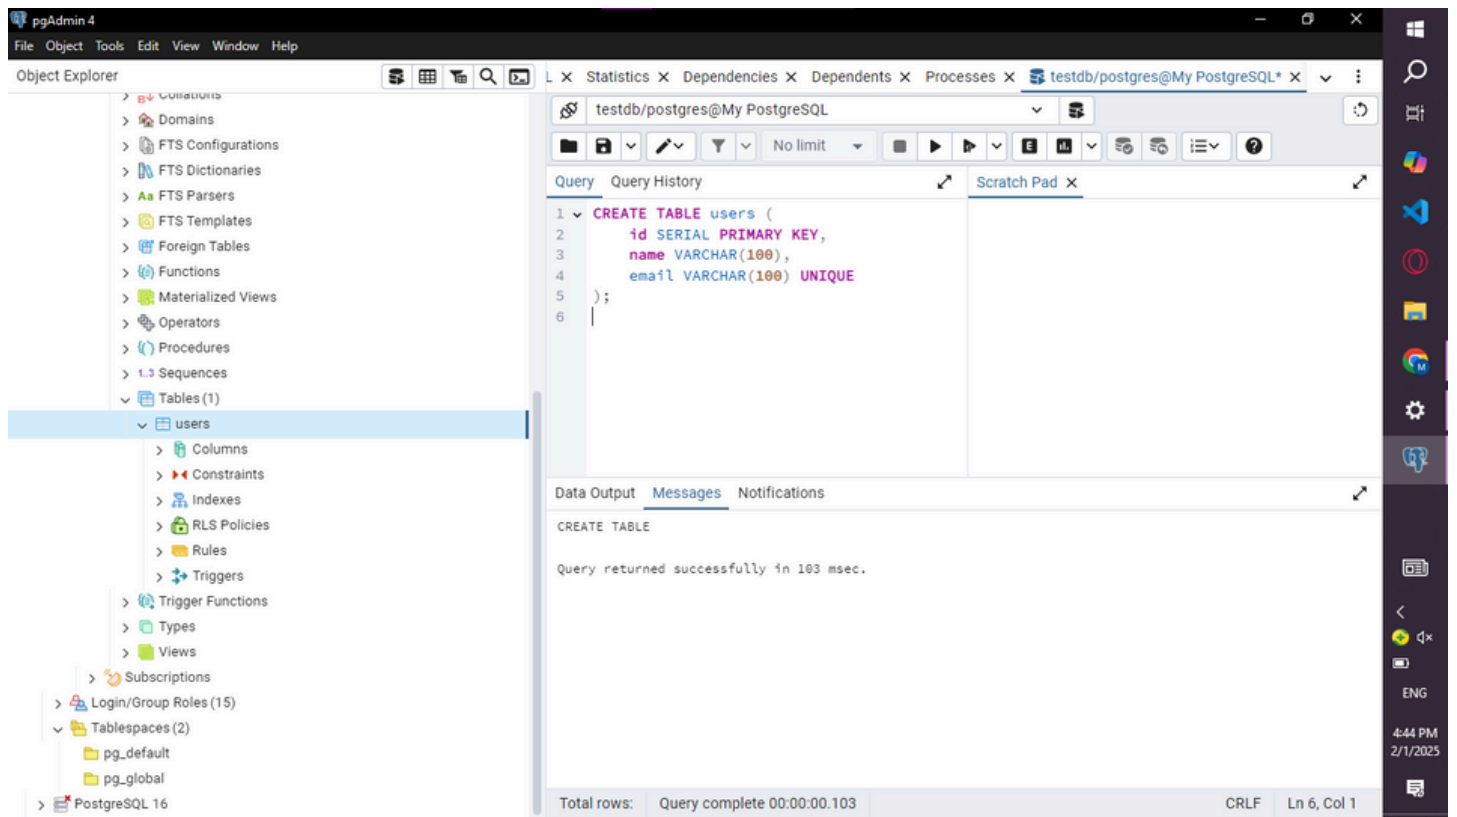 pgAdmin 4
File Object Tools Edit View Window Help
Object Explorer
Collations
Domains
FTS Configurations
FTS Dictionaries
Aa FTS Parsers
FTS Templates
Foreign Tables
Functions
Materialized Views
Operators
Procedures
1..3 Sequences
Tables (1)
users
Columns
Constraints
Indexes
RLS Policies
Rules
Triggers
Trigger Functions
Types
Views
Subscriptions
Login/Group Roles (15)
Tablespaces (2)
pg_default
pg_global
PostgreSQL 16
L Statistics Dependencies Dependents Processes testdb/postgres@My PostgreSQL*
testdb/postgres@My PostgreSQL
No limit
Query Query History
1 CREATE TABLE users (
2 id SERIAL PRIMARY KEY,
3 name VARCHAR(100),
4 email VARCHAR(100) UNIQUE
5 );
6
Scratch Pad
Data Output Messages Notifications
CREATE TABLE
Query returned successfully in 103 msec.
Total rows: Query complete 00:00:00.103 CRLF Ln 6, Col 1
ENG
4:44 PM
2/1/2025